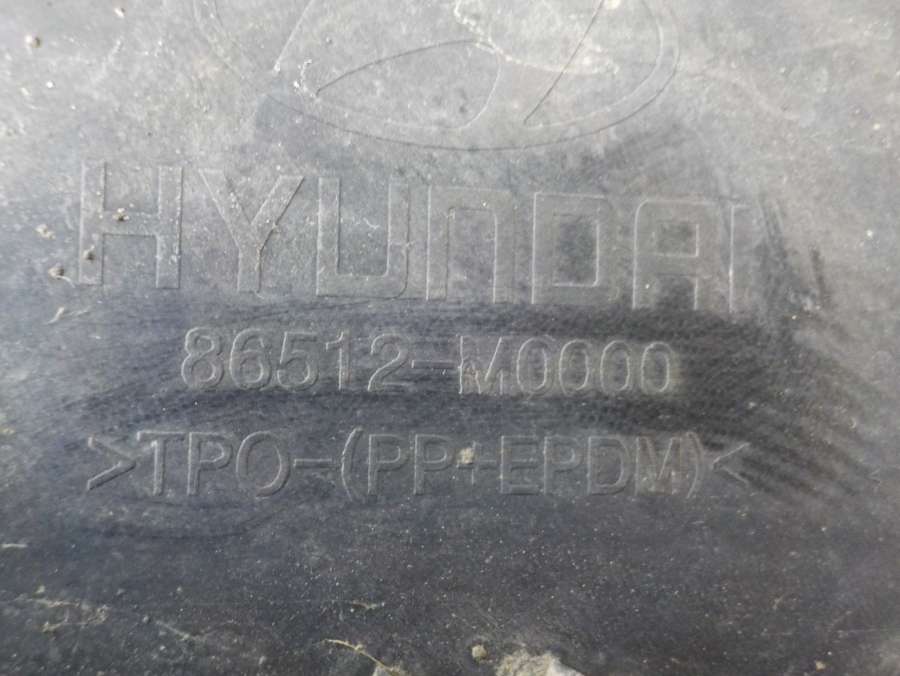 HYUNDAI
86512-M0000
>TPO-(PP+EPDM)<